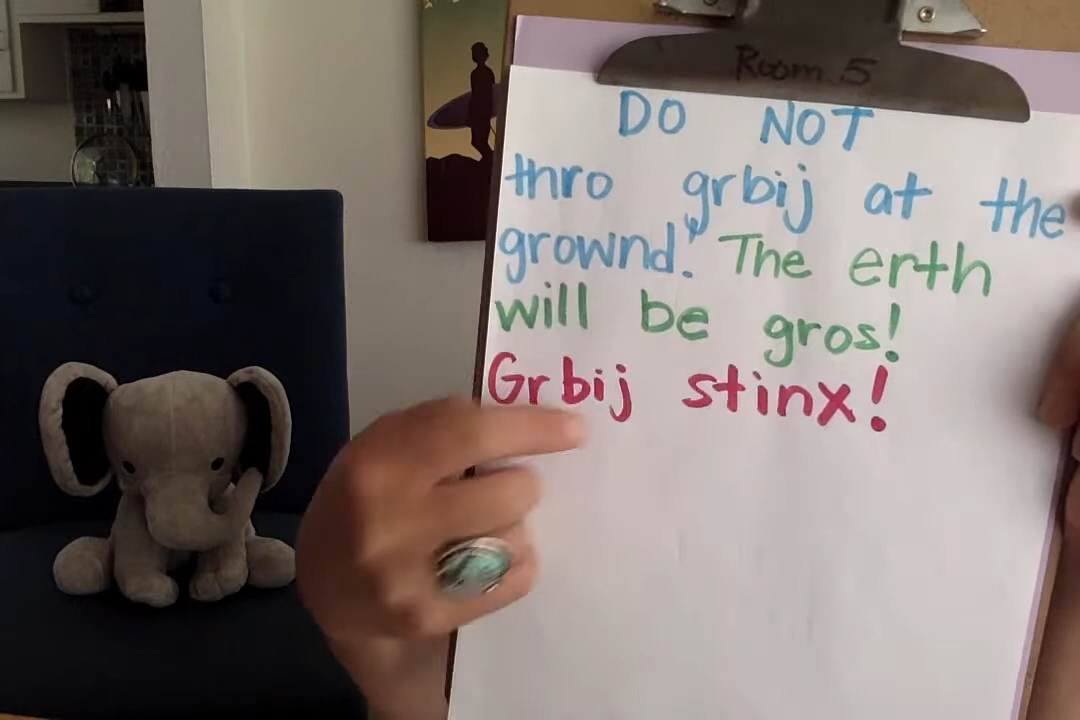 Room 5
DO NOT
thro grbij at the
grownd. The erth
will be gros!
Grbij stinx!